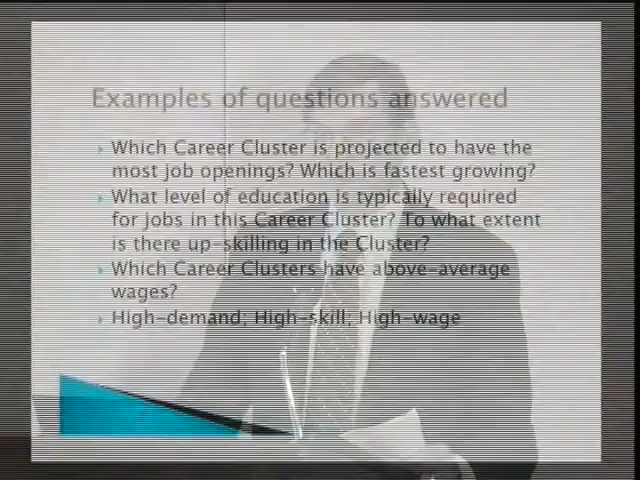 Examples of questions answered
Which Career Cluster is projected to have the
most job openings? Which is fastest growing?
What level of education is typically required
for jobs in this Career Cluster? To what extent
is there up-skilling in the Cluster?
Which Career Clusters have above-average
wages?
High-demand; High-skill; High-wage